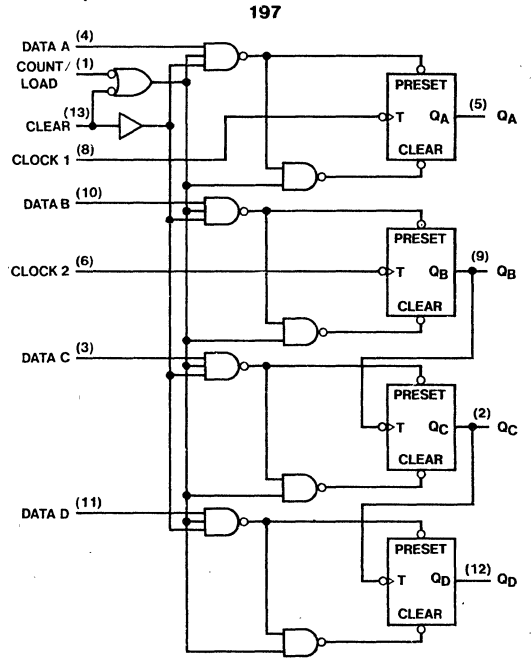 197
DATA A (4)
COUNT/ (1)
LOAD
(13)
CLEAR
CLOCK 1 (8)
DATA B (10)
CLOCK 2 (6)
DATA C (3)
DATA D (11)
PRESET
T QA (5) QA
CLEAR
PRESET
T QB (9) QB
CLEAR
PRESET
T QC (2) QC
CLEAR
PRESET
T QD (12) QD
CLEAR